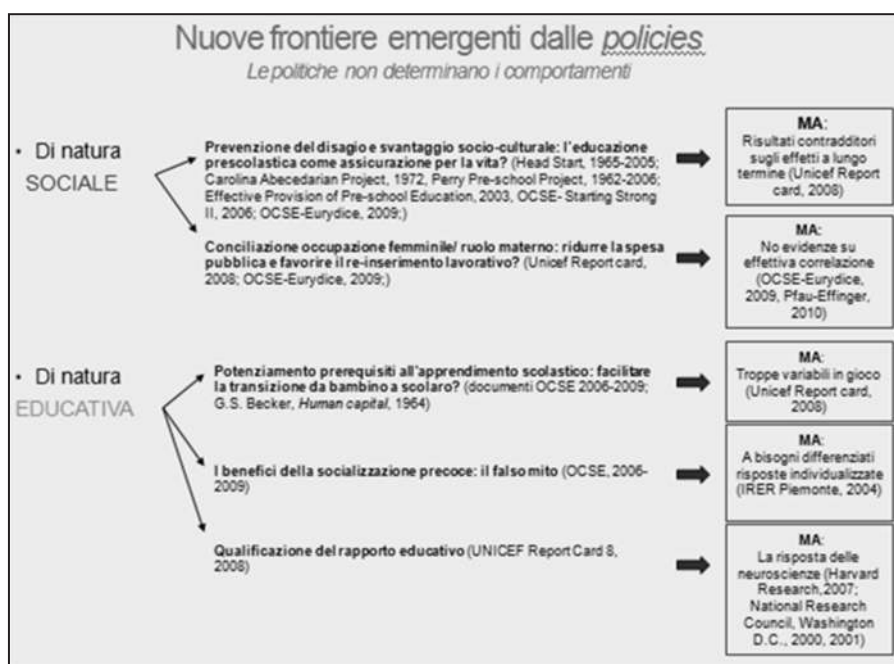 Nuove frontiere emergenti dalle policies
Le politiche non determinano i comportamenti
• Di natura
SOCIALE
Prevenzione del disagio e svantaggio socio-culturale: l'educazione
prescolastica come assicurazione per la vita? (Head Start, 1965-2005;
Carolina Abecedarian Project, 1972, Perry Pre-school Project, 1962-2006;
Effective Provision of Pre-school Education, 2003, OCSE- Starting Strong
II, 2006; OCSE-Eurydice, 2009;)
MA:
Risultati contradditori
sugli effetti a lungo
termine (Unicef Report
card, 2008)
Conciliazione occupazione femminile/ ruolo materno: ridurre la spesa
pubblica e favorire il re-inserimento lavorativo? (Unicef Report card,
2008; OCSE-Eurydice, 2009;)
MA:
No evidenze su
effettiva correlazione
(OCSE-Eurydice,
2009, Pfau-Effinger,
2010)
• Di natura
EDUCATIVA
Potenziamento prerequisiti all'apprendimento scolastico: facilitare
la transizione da bambino a scolaro? (documenti OCSE 2006-2009;
G.S. Becker, Human capital, 1964)
MA:
Troppe variabili in gioco
(Unicef Report card,
2008)
I benefici della socializzazione precoce: il falso mito (OCSE, 2006-
2009)
MA:
A bisogni differenziati
risposte individualizzate
(IRER Piemonte, 2004)
Qualificazione del rapporto educativo (UNICEF Report Card 8,
2008)
MA:
La risposta delle
neuroscienze (Harvard
Research,2007;
National Research
Council, Washington
D.C., 2000, 2001)